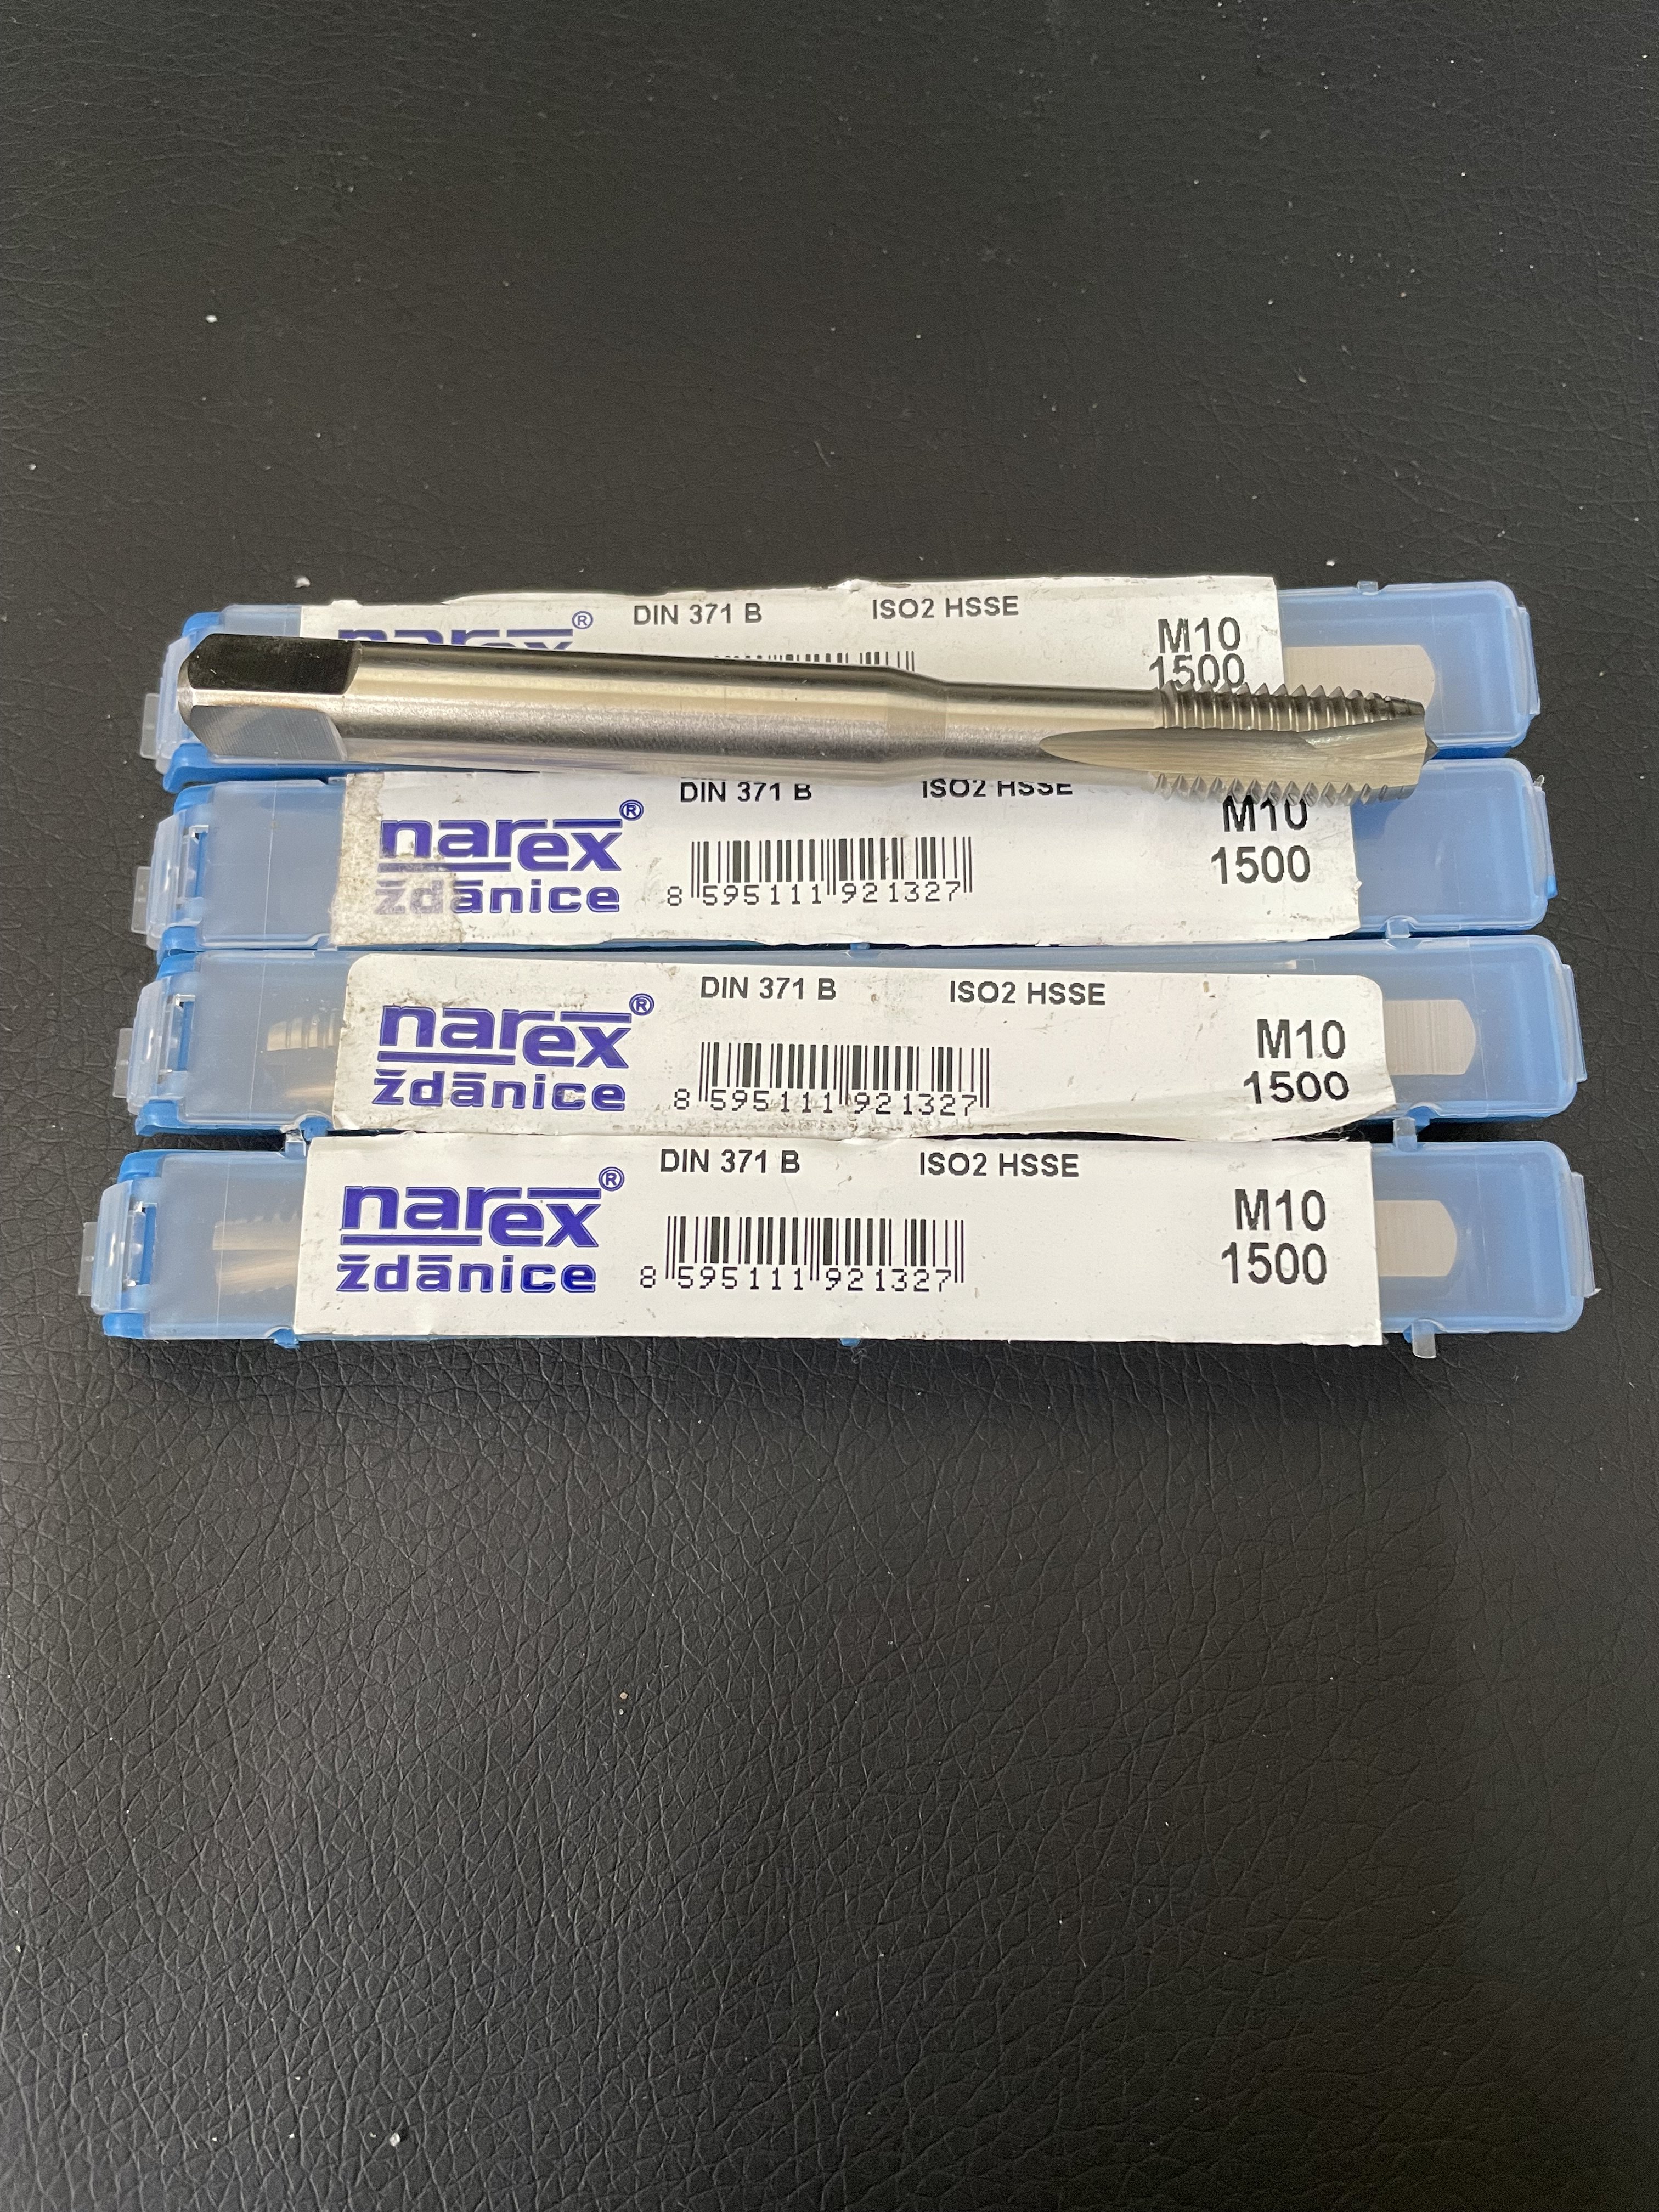 DIN 371 B ISO2 HSSE
narex®
M10
1500
DIN 371 B ISO2 HSSE
narex®
ždánice
8 595111 921327
M10
1500
DIN 371 B ISO2 HSSE
narex®
ždánice
8 595111 921327
M10
1500
DIN 371 B ISO2 HSSE
narex®
ždánice
8 595111 921327
M10
1500